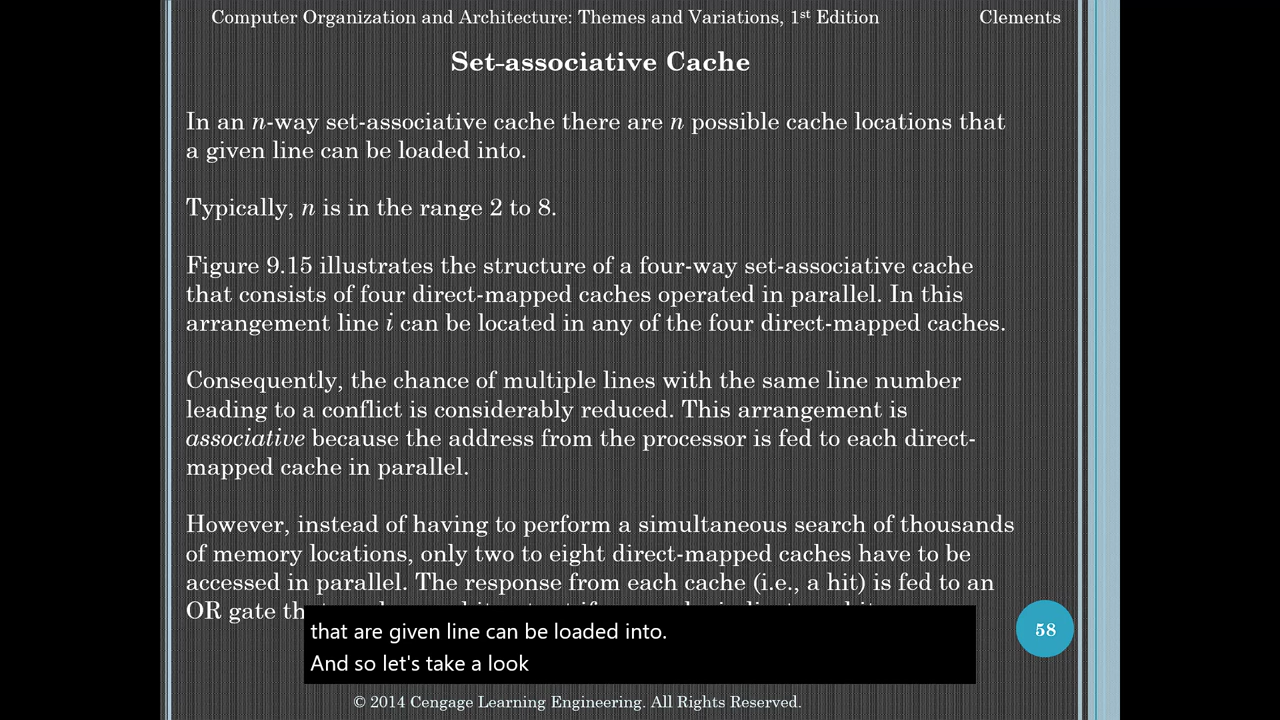 Computer Organization and Architecture: Themes and Variations, 1st Edition Clements
Set-associative Cache
In an n-way set-associative cache there are n possible cache locations that
a given line can be loaded into.
Typically, n is in the range 2 to 8.
Figure 9.15 illustrates the structure of a four-way set-associative cache
that consists of four direct-mapped caches operated in parallel. In this
arrangement line i can be located in any of the four direct-mapped caches.
Consequently, the chance of multiple lines with the same line number
leading to a conflict is considerably reduced. This arrangement is
associative because the address from the processor is fed to each direct-
mapped cache in parallel.
However, instead of having to perform a simultaneous search of thousands
of memory locations, only two to eight direct-mapped caches have to be
accessed in parallel. The response from each cache (i.e., a hit) is fed to an
OR gate
that are given line can be loaded into.
And so let's take a look
58
© 2014 Cengage Learning Engineering. All Rights Reserved.